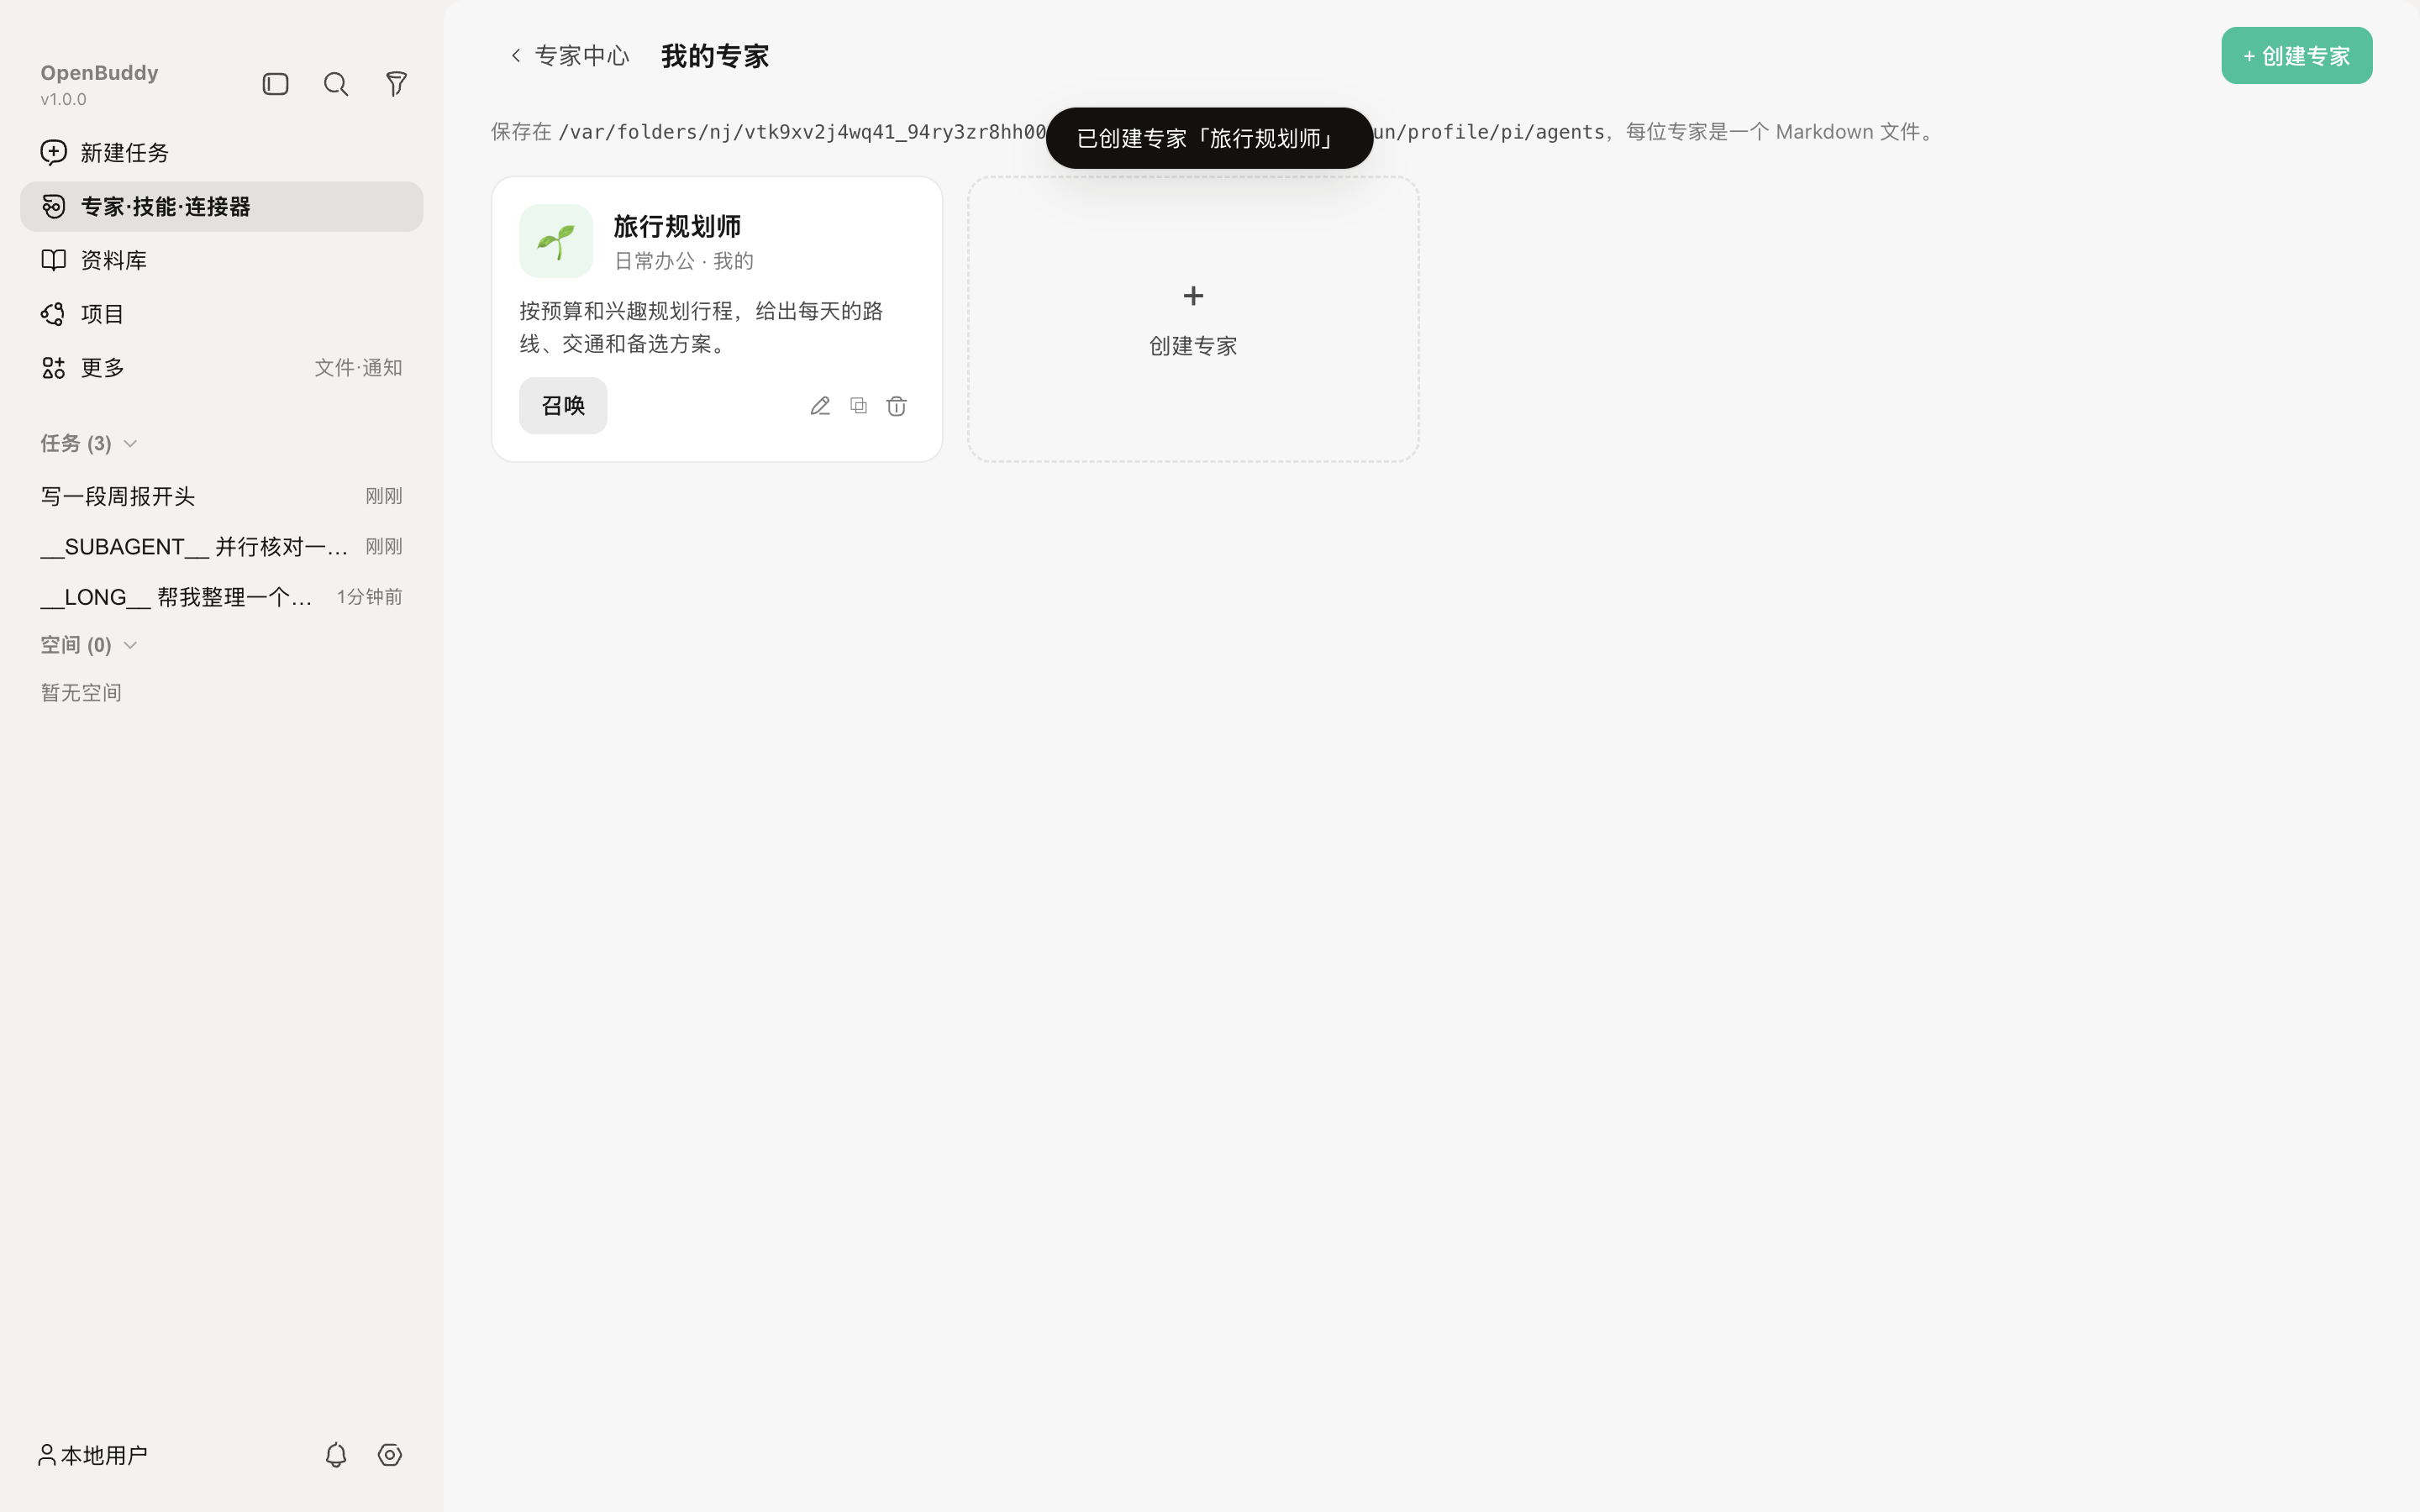 OpenBuddy
v1.0.0
新建任务
专家·技能·连接器
资料库
项目
更多 文件·通知
任务 (3)
写一段周报开头 刚刚
__SUBAGENT__ 并行核对一… 刚刚
__LONG__ 帮我整理一个… 1分钟前
空间 (0)
暂无空间
本地用户
专家中心 我的专家
+ 创建专家
保存在 /var/folders/nj/vtk9xv2j4wq41_94ry3zr8hh00 un/profile/pi/agents，每位专家是一个 Markdown 文件。
已创建专家「旅行规划师」
旅行规划师
日常办公 · 我的
按预算和兴趣规划行程，给出每天的路
线、交通和备选方案。
召唤
+
创建专家